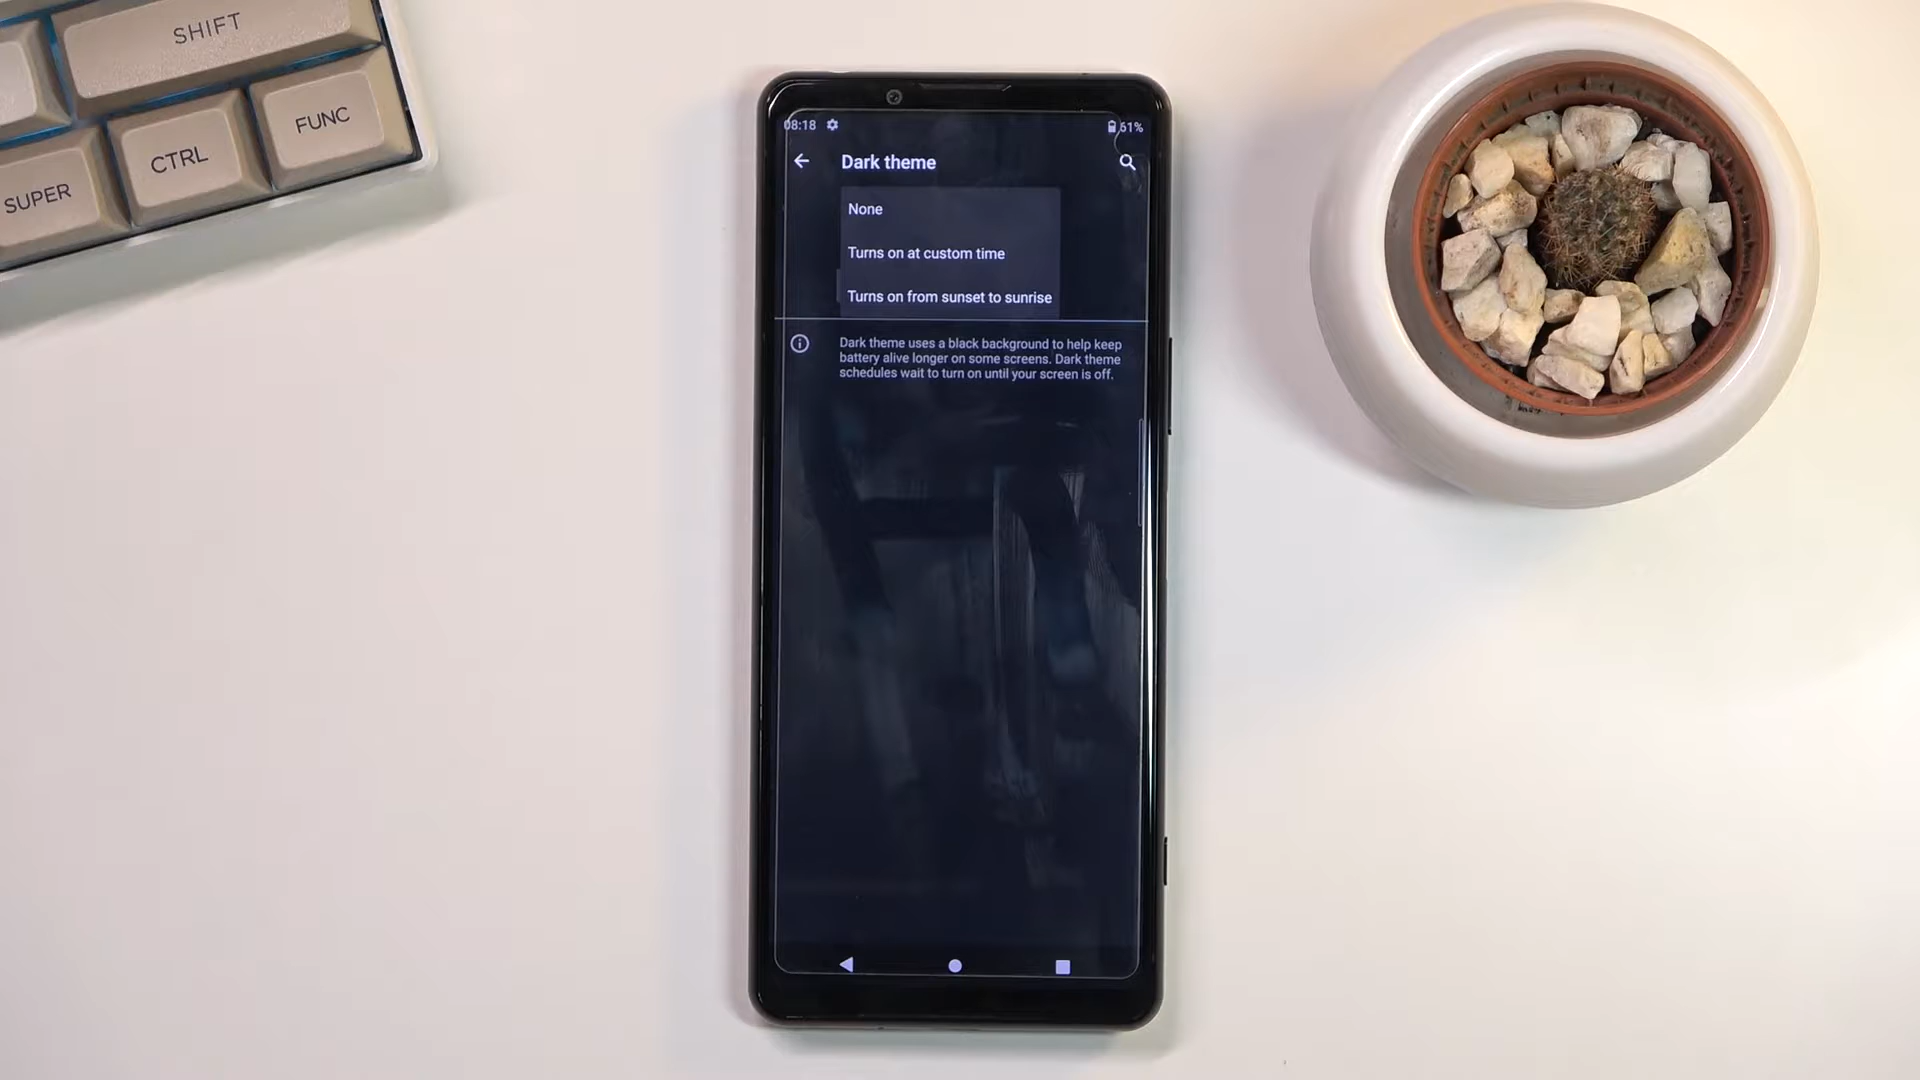 SHIFT
FUNC
CTRL
SUPER
08:18
61%
Dark theme
None
Turns on at custom time
Turns on from sunset to sunrise
Dark theme uses a black background to help keep
battery alive longer on some screens. Dark theme
schedules wait to turn on until your screen is off.